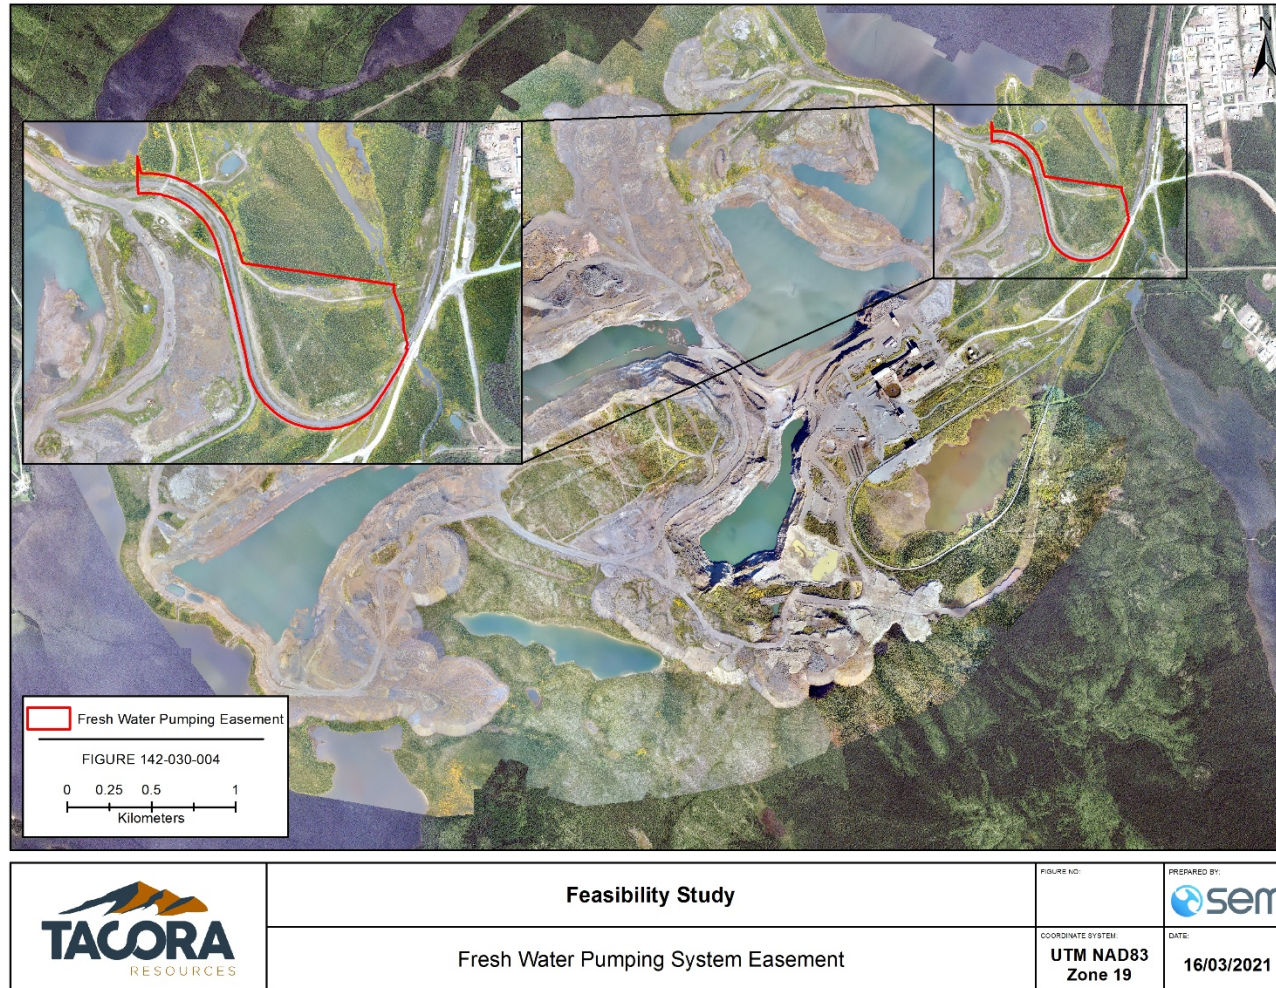 N
Fresh Water Pumping Easement
FIGURE 142-030-004
0 0.25 0.5 1
Kilometers
TACORA
RESOURCES
Feasibility Study
Fresh Water Pumping System Easement
FIGURE NO:
PREPARED BY:
sem
COORDINATE SYSTEM:
UTM NAD83
Zone 19
DATE:
16/03/2021